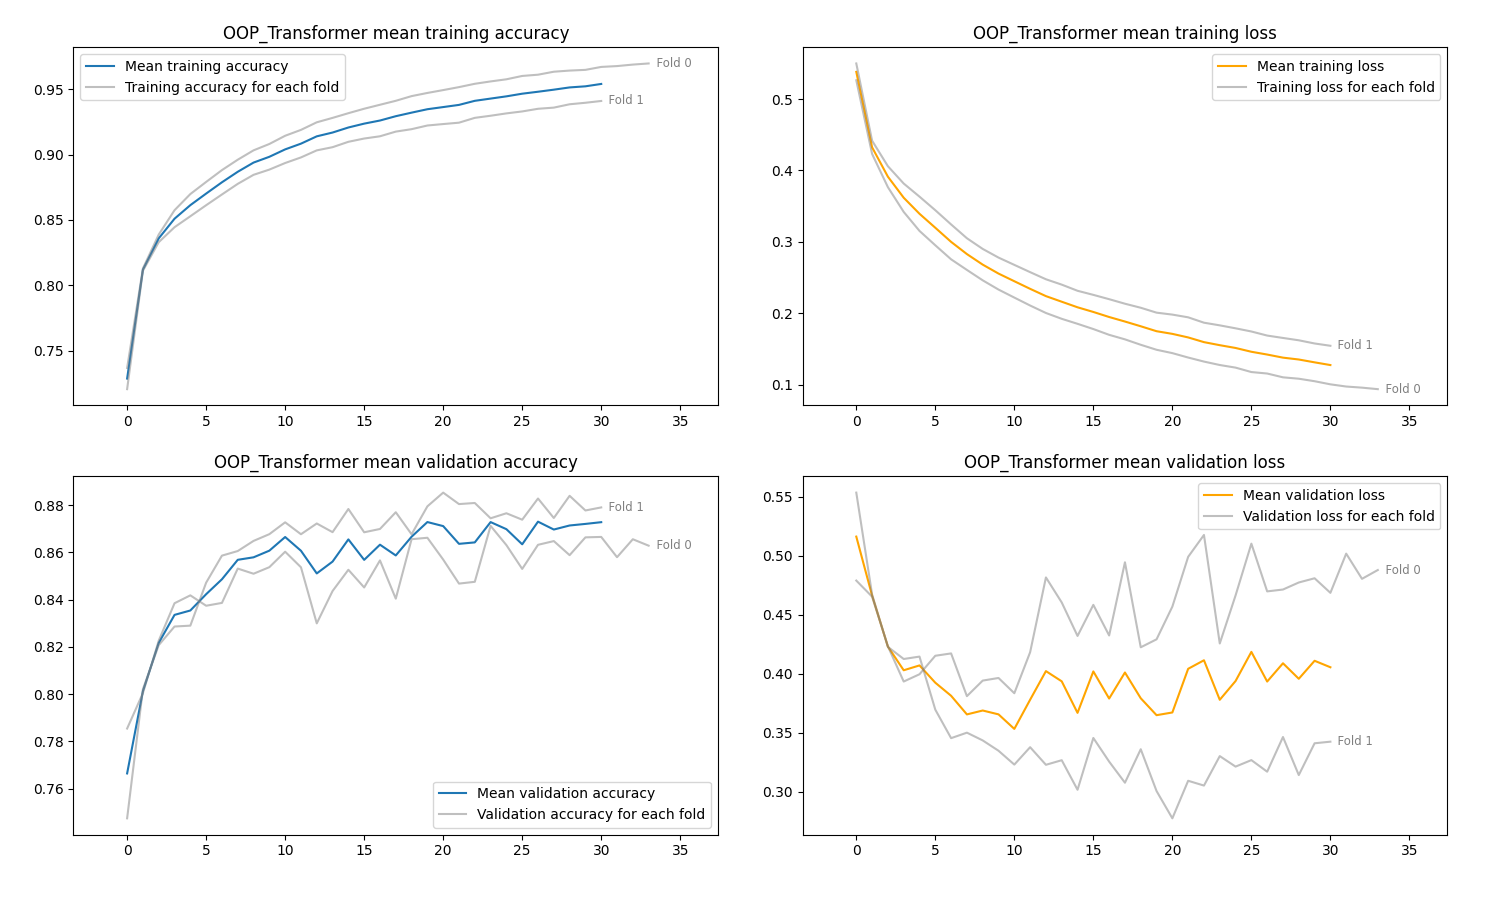 OOP_Transformer mean training accuracy
Mean training accuracy
Training accuracy for each fold
Fold 0
Fold 1
0.95
0.90
0.85
0.80
0.75
0 5 10 15 20 25 30 35
OOP_Transformer mean training loss
Mean training loss
Training loss for each fold
Fold 1
Fold 0
0.5
0.4
0.3
0.2
0.1
0 5 10 15 20 25 30 35
OOP_Transformer mean validation accuracy
Fold 1
Fold 0
Mean validation accuracy
Validation accuracy for each fold
0.88
0.86
0.84
0.82
0.80
0.78
0.76
0 5 10 15 20 25 30 35
OOP_Transformer mean validation loss
Mean validation loss
Validation loss for each fold
Fold 0
Fold 1
0.55
0.50
0.45
0.40
0.35
0.30
0 5 10 15 20 25 30 35